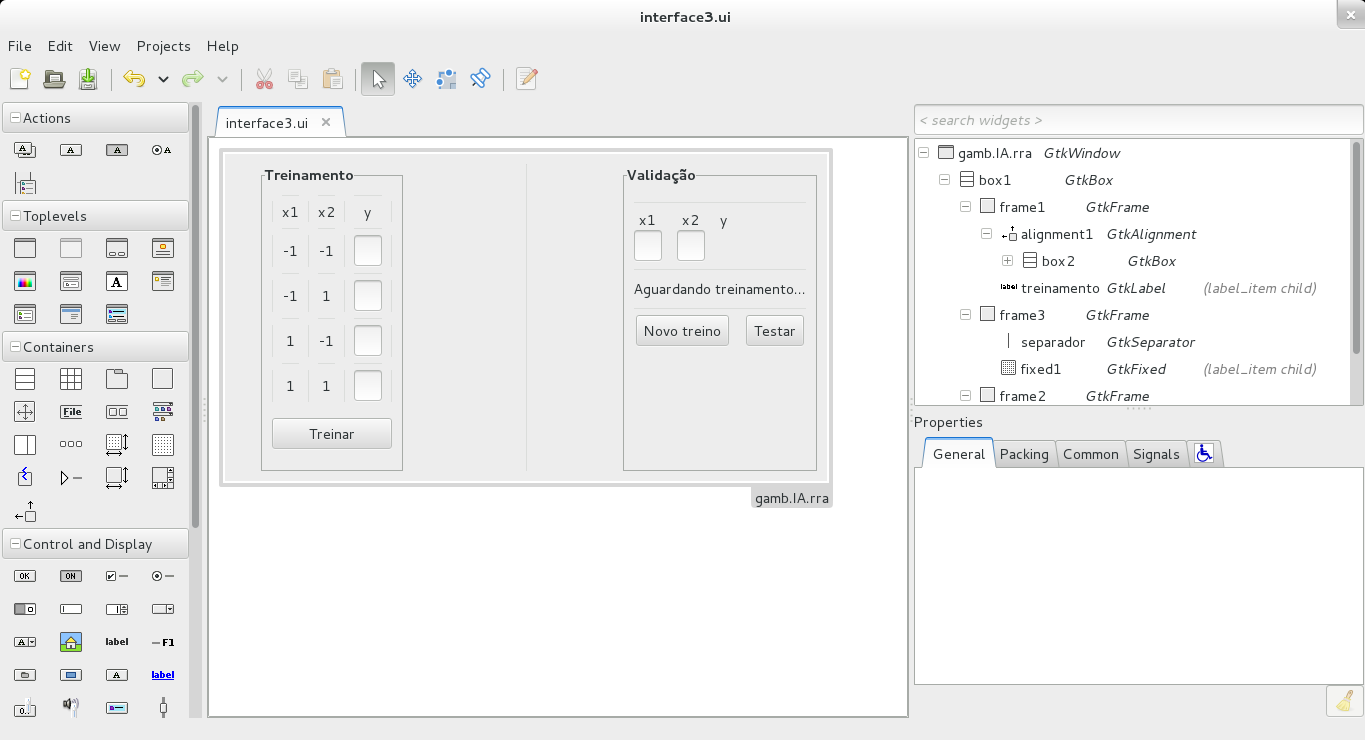 interface3.ui
File Edit View Projects Help
Actions
Toplevels
Containers
File
Control and Display
OK
ON
label
F1
label
interface3.ui
Treinamento
x1 x2 y
-1 -1
-1 1
1 -1
1 1
Treinar
Validação
x1 x2 y
Aguardando treinamento...
Novo treino Testar
gamb.IA.rra
< search widgets >
gamb.IA.rra GtkWindow
box1 GtkBox
frame1 GtkFrame
alignment1 GtkAlignment
box2 GtkBox
label treinamento GtkLabel (label_item child)
frame3 GtkFrame
separador GtkSeparator
fixed1 GtkFixed (label_item child)
frame2 GtkFrame
Properties
General Packing Common Signals